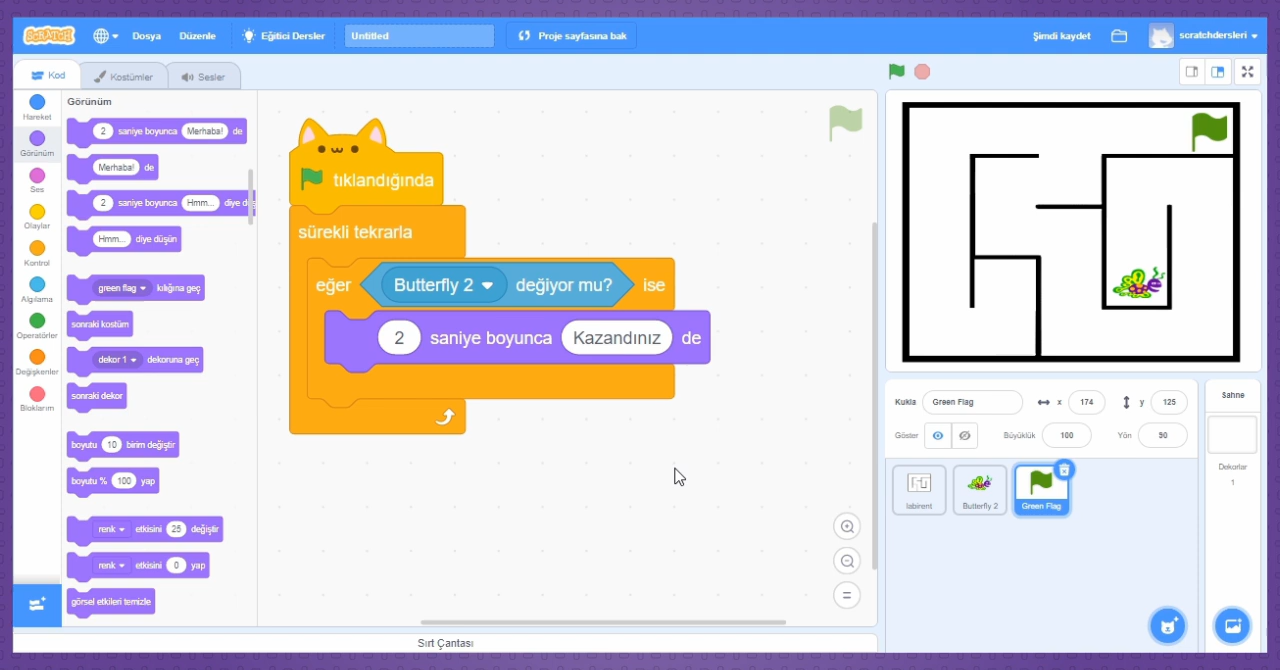 SCRATCH
Dosya
Düzenle
Eğitici Dersler
Untitled
Proje sayfasına bak
Şimdi kaydet
scratchdersleri
Kod
Kostümler
Sesler
Hareket
Görünüm
Ses
Olaylar
Kontrol
Algılama
Operatörler
Değişkenler
Bloklarım
Görünüm
2 saniye boyunca Merhaba! de
Merhaba! de
2 saniye boyunca Hmm... diye dü
Hmm... diye düşün
green flag kılığına geç
sonraki kostüm
dekor 1 dekoruna geç
sonraki dekor
boyutu 10 birim değiştir
boyutu % 100 yap
renk etkisini 25 değiştir
renk etkisini 0 yap
görsel etkileri temizle
tıklandığında
sürekli tekrarla
eğer Butterfly 2 değiyor mu? ise
2 saniye boyunca Kazandınız de
Sırt Çantası
Kukla Green Flag x 174 y 125
Göster Büyüklük 100 Yön 90
labirent
Butterfly 2
Green Flag
Sahne
Dekorlar
1